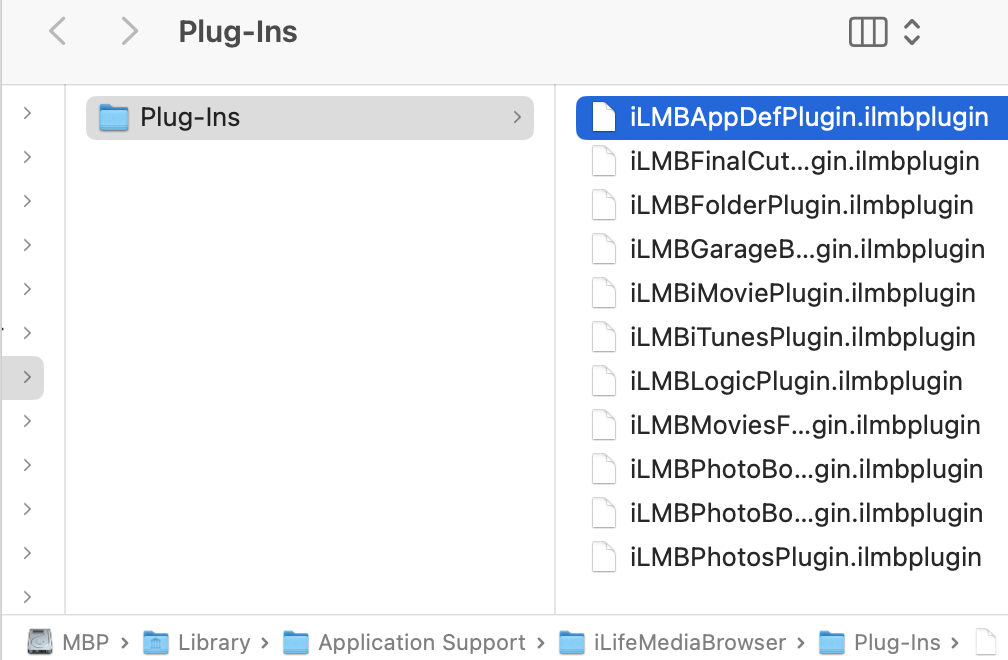 Plug-Ins
Plug-Ins
iLMBAppDefPlugin.ilmbplugin
iLMBFinalCut...gin.ilmbplugin
iLMBFolderPlugin.ilmbplugin
iLMBGarageB...gin.ilmbplugin
iLMBiMoviePlugin.ilmbplugin
iLMBiTunesPlugin.ilmbplugin
iLMBLogicPlugin.ilmbplugin
iLMBMoviesF...gin.ilmbplugin
iLMBPhotoBo...gin.ilmbplugin
iLMBPhotoBo...gin.ilmbplugin
iLMBPhotosPlugin.ilmbplugin
MBP › Library › Application Support › iLifeMediaBrowser › Plug-Ins ›